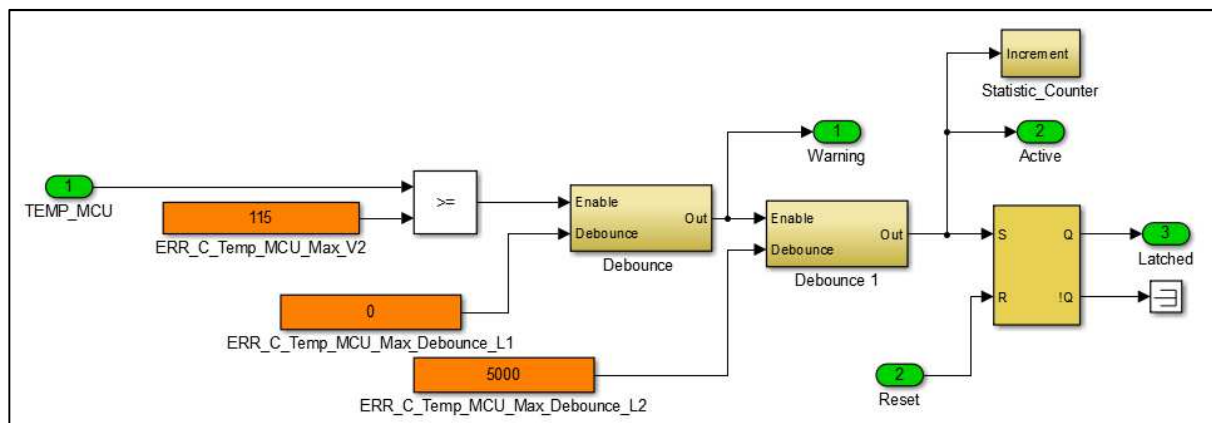 Increment
Statistic_Counter
1
Warning
2
Active
1
TEMP_MCU
115
ERR_C_Temp_MCU_Max_V2
>=
Enable
Debounce
Out
Debounce
Enable
Debounce
Out
Debounce 1
S
R
Q
!Q
3
Latched
0
ERR_C_Temp_MCU_Max_Debounce_L1
5000
ERR_C_Temp_MCU_Max_Debounce_L2
2
Reset